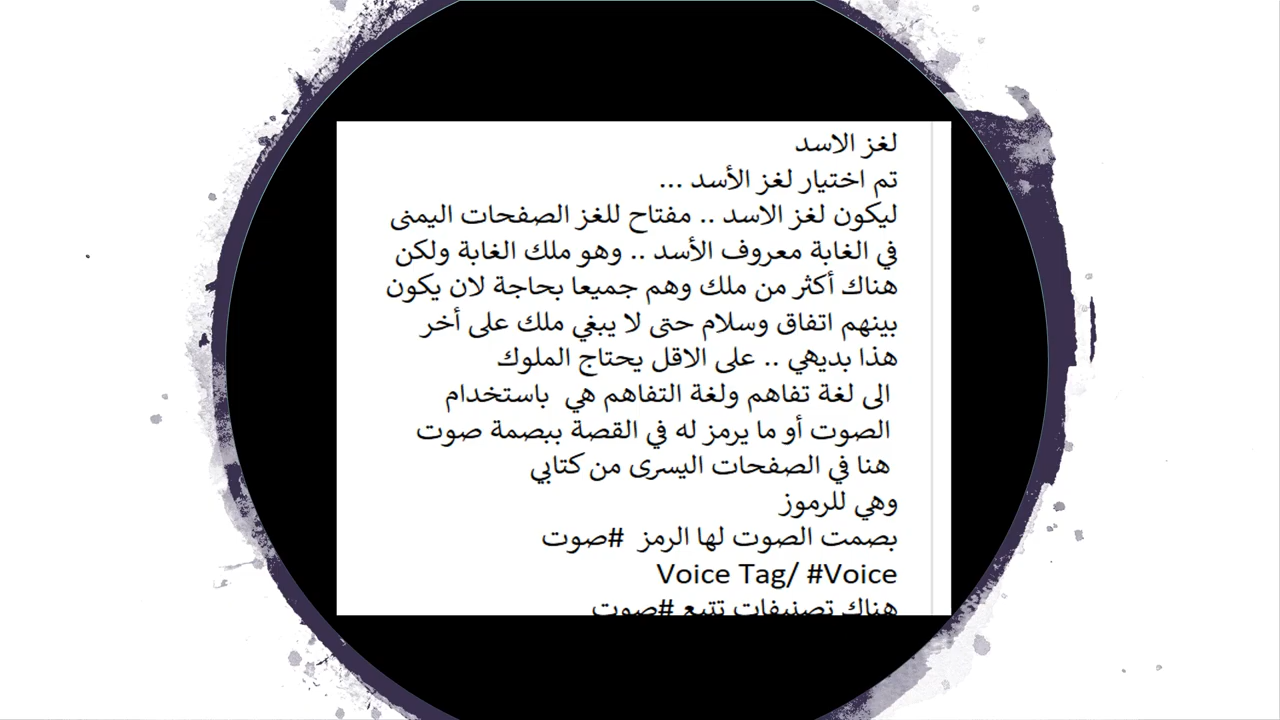 لغز الاسد
تم اختيار لغز الأسد ...
ليكون لغز الاسد .. مفتاح للغز الصفحات اليمنى
في الغابة معروف الأسد .. وهو ملك الغابة ولكن
هناك أكثر من ملك وهم جميعا بحاجة لان يكون
بينهم اتفاق وسلام حتى لا يبغي ملك على أخر
هذا بديهي .. على الاقل يحتاج الملوك
الى لغة تفاهم ولغة التفاهم هي باستخدام
الصوت أو ما يرمز له في القصة ببصمة صوت
هنا في الصفحات اليسرى من كتابي
وهي للرموز
بصمت الصوت لها الرمز #صوت
Voice Tag/ #Voice
هناك تصنيفات تتبع #صوت